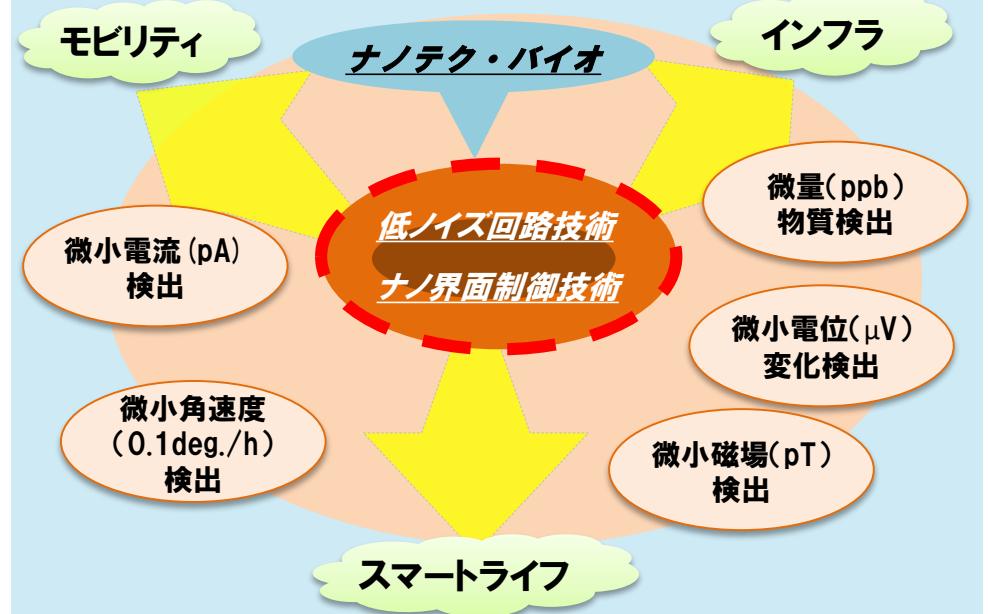 モビリティ
ナノテク・バイオ
インフラ
低ノイズ回路技術
ナノ界面制御技術
微小電流(pA)
検出
微小角速度
(0.1deg./h)
検出
微量(ppb)
物質検出
微小電位(μV)
変化検出
微小磁場(pT)
検出
スマートライフ